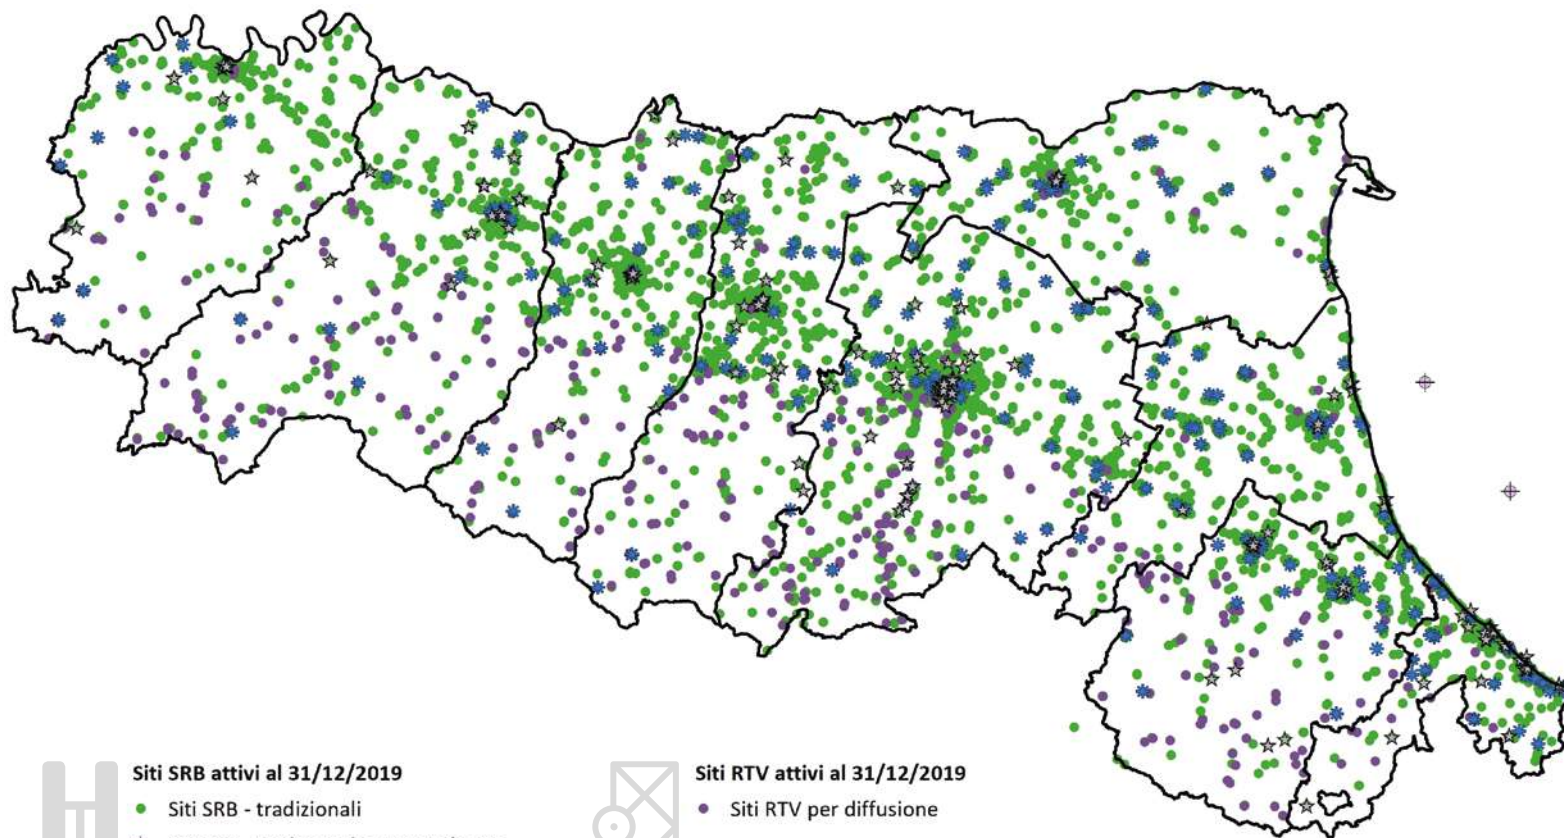 Siti SRB attivi al 31/12/2019
Siti SRB - tradizionali
Siti RTV attivi al 31/12/2019
Siti RTV per diffusione